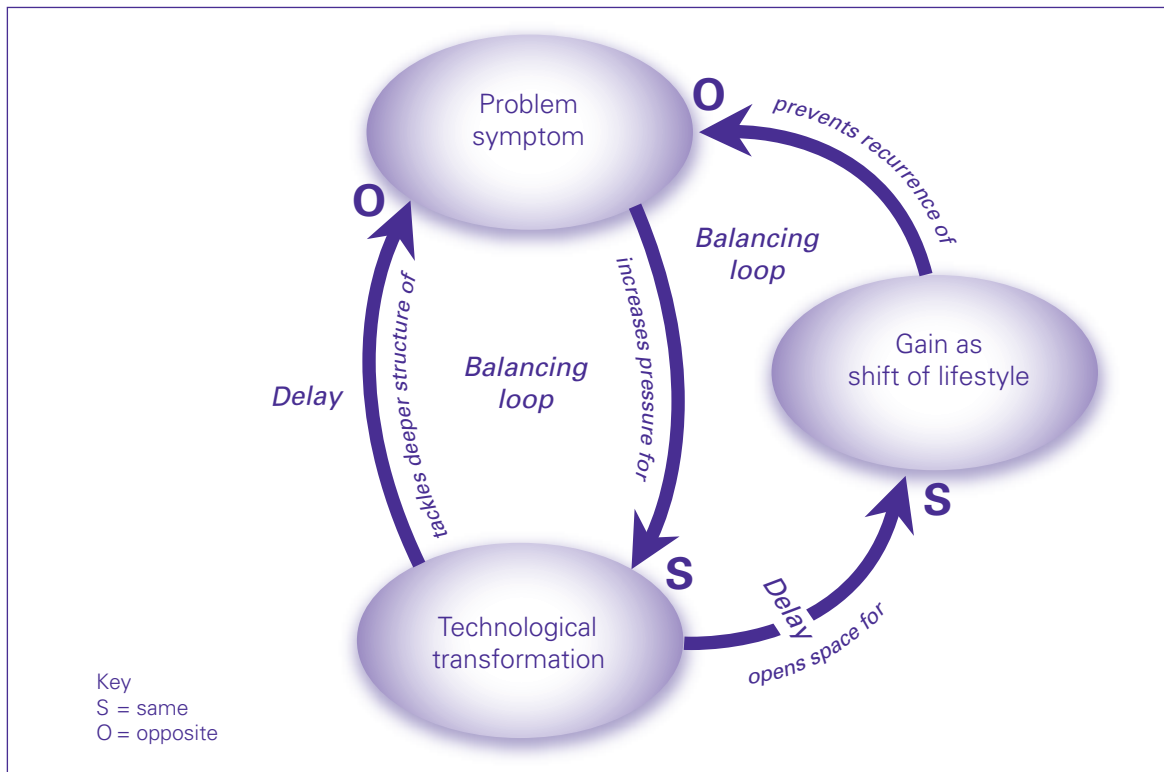 Problem
symptom
O
prevents recurrence of
O
Balancing
loop
increases pressure for
tackles deeper structure of
Gain as
shift of lifestyle
Delay
Balancing
loop
S
S
Technological
transformation
Delay
opens space for
Key
S = same
O = opposite